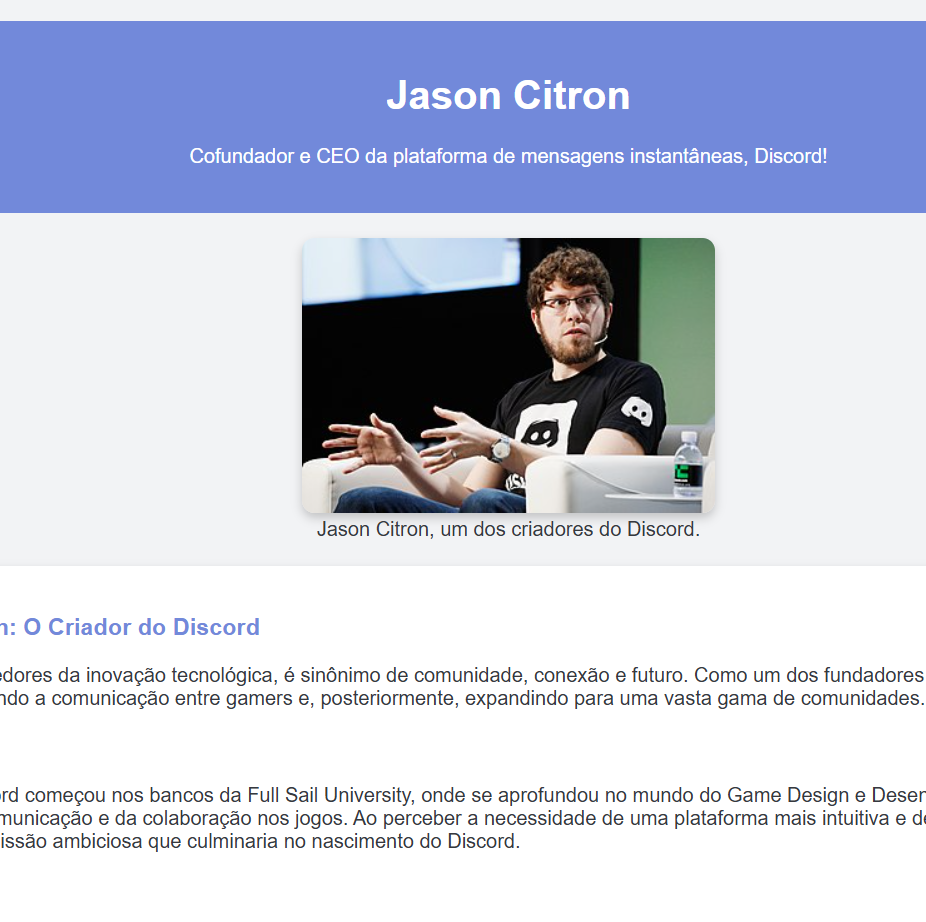 Jason Citron
Cofundador e CEO da plataforma de mensagens instantâneas, Discord!
Jason Citron, um dos criadores do Discord.
n: O Criador do Discord
edores da inovação tecnológica, é sinônimo de comunidade, conexão e futuro. Como um dos fundadores
ndo a comunicação entre gamers e, posteriormente, expandindo para uma vasta gama de comunidades.
ord começou nos bancos da Full Sail University, onde se aprofundou no mundo do Game Design e Desen
municação e da colaboração nos jogos. Ao perceber a necessidade de uma plataforma mais intuitiva e de
issão ambiciosa que culminaria no nascimento do Discord.